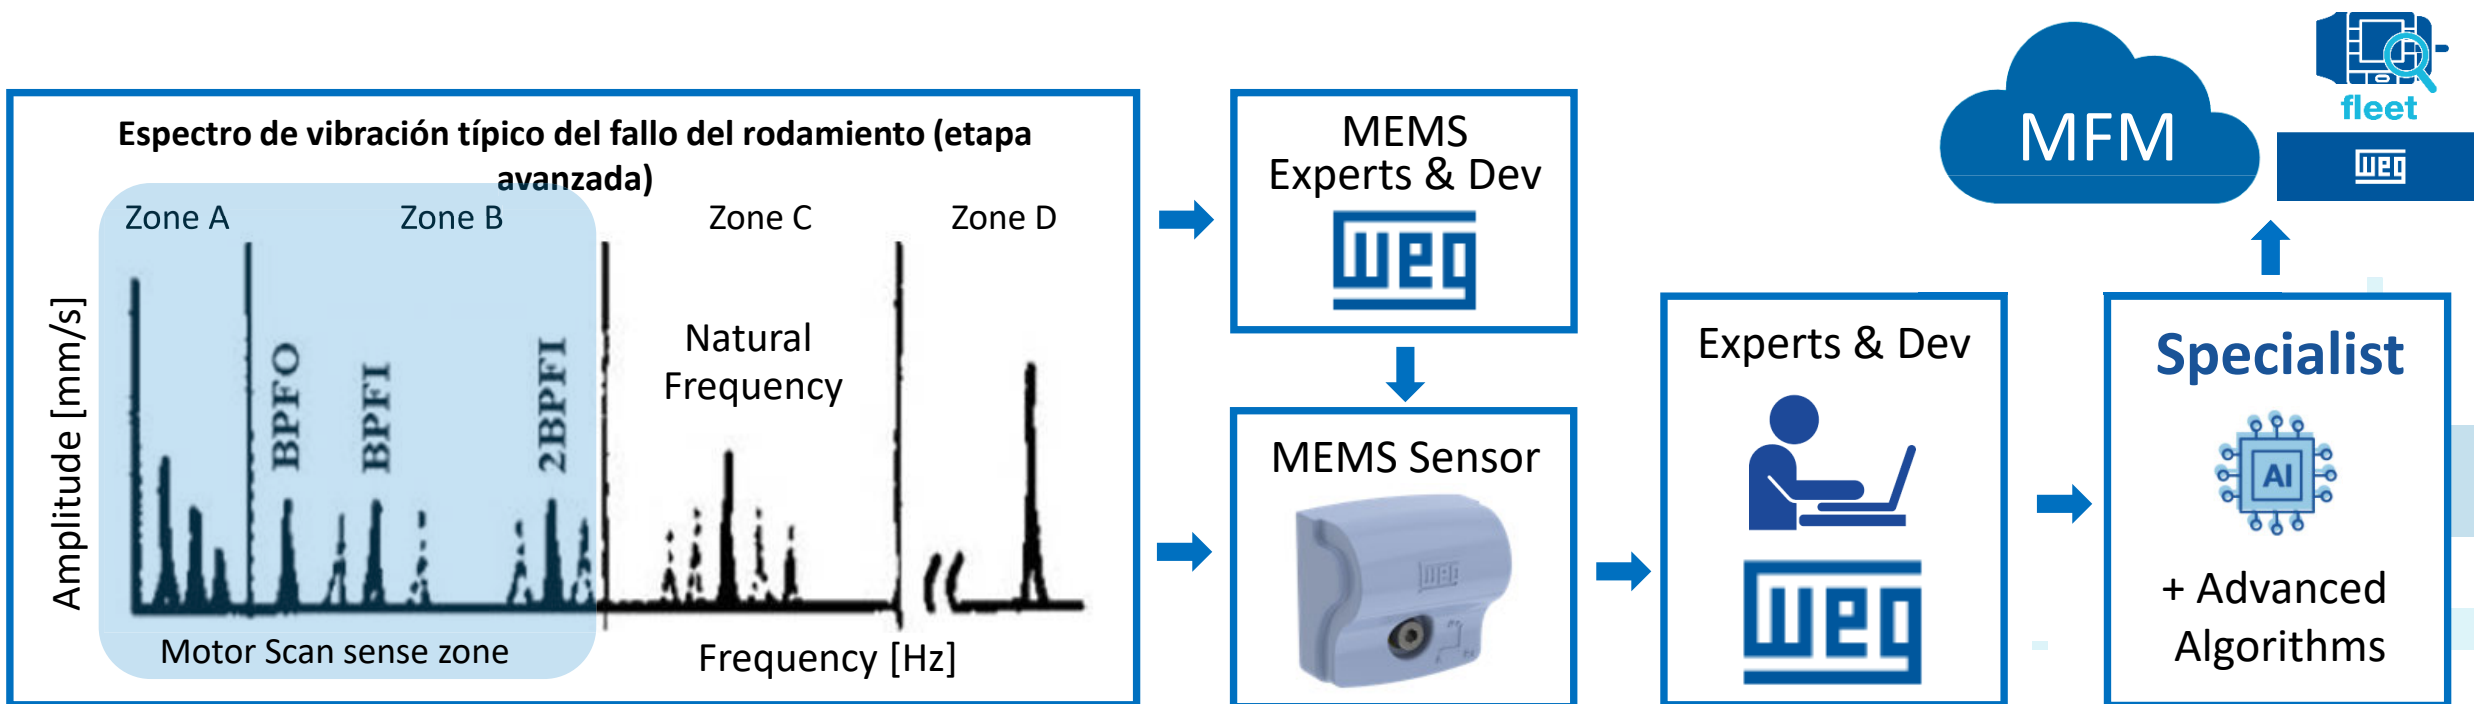 Espectro de vibración típico del fallo del rodamiento (etapa
avanzada)
Zone A
Zone B
Zone C
Zone D
Amplitude [mm/s]
BPFO
BPFI
2BPFI
Natural
Frequency
Motor Scan sense zone
Frequency [Hz]
MEMS
Experts & Dev
weg
MEMS Sensor
weg
Experts & Dev
weg
Specialist
AI
+ Advanced
Algorithms
MFM
fleet
weg